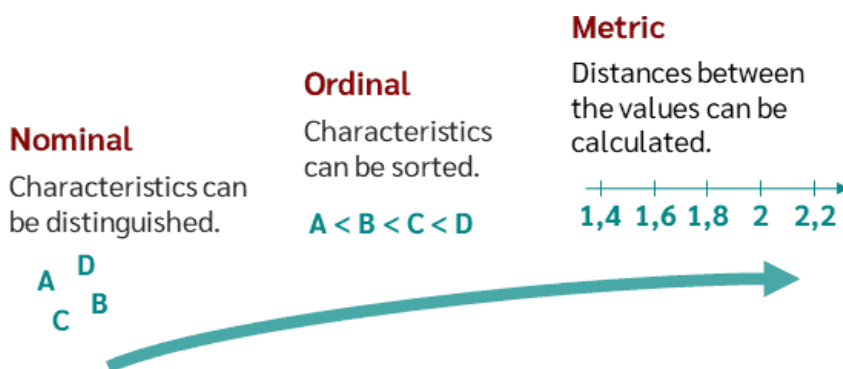 Nominal
Characteristics can
be distinguished.
A
D
C
B
Ordinal
Characteristics
can be sorted.
A < B < C < D
Metric
Distances between
the values can be
calculated.
1,4 1,6 1,8 2 2,2